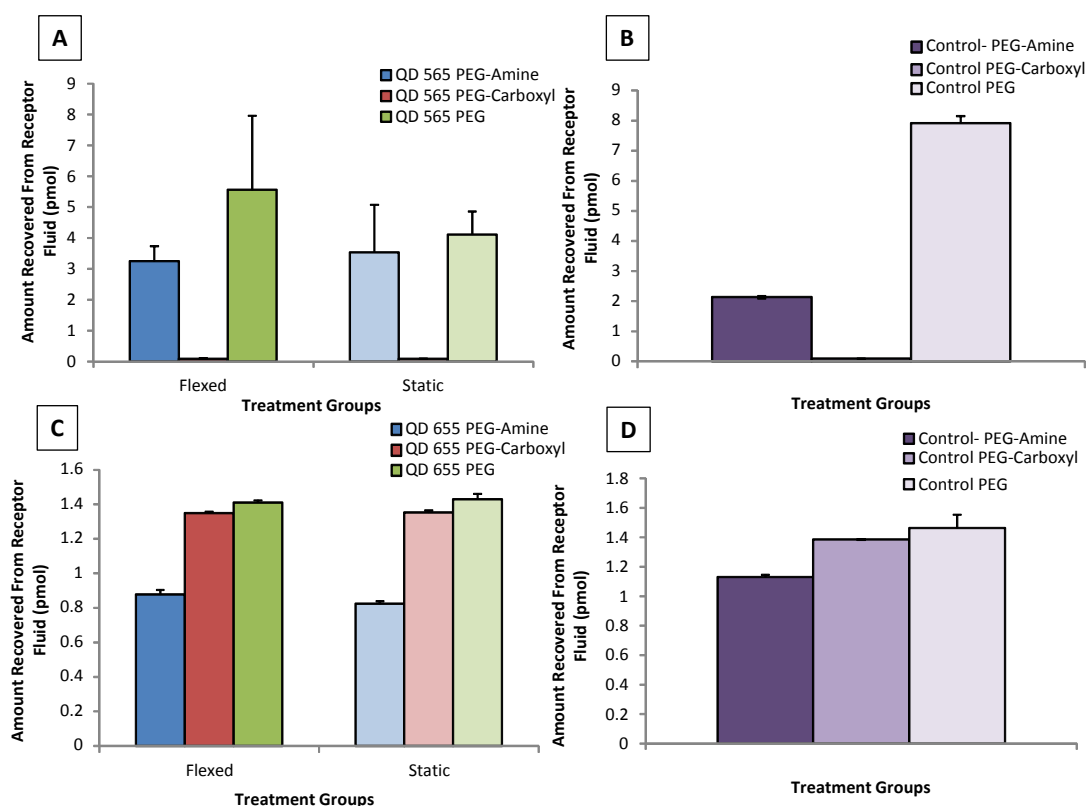 A
QD 565 PEG-Amine
QD 565 PEG-Carboxyl
QD 565 PEG
Amount Recovered From Receptor
Fluid (pmol)
9
8
7
6
5
4
3
2
1
0
Flexed
Static
Treatment Groups
B
Control- PEG-Amine
Control PEG-Carboxyl
Control PEG
Amount Recovered From Receptor
Fluid (pmol)
9
8
7
6
5
4
3
2
1
0
Treatment Groups
C
QD 655 PEG-Amine
QD 655 PEG-Carboxyl
QD 655 PEG
Amount Recovered From Receptor
Fluid (pmol)
1.6
1.4
1.2
1
0.8
0.6
0.4
0.2
0
Flexed
Static
Treatment Groups
D
Control- PEG-Amine
Control PEG-Carboxyl
Control PEG
Amount Recovered From Receptor
Fluid (pmol)
1.8
1.6
1.4
1.2
1
0.8
0.6
0.4
0.2
0
Treatment Groups